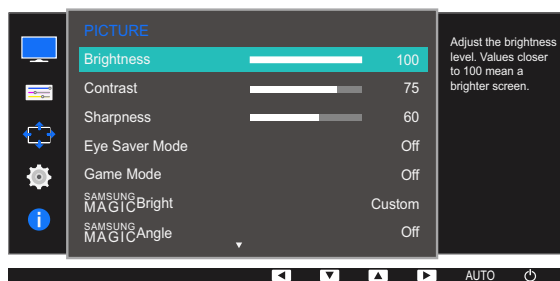 PICTURE
Brightness 100
Contrast 75
Sharpness 60
Eye Saver Mode Off
Game Mode Off
SAMSUNG
MAGICBright Custom
SAMSUNG
MAGICAngle Off
Adjust the brightness
level. Values closer
to 100 mean a
brighter screen.
i
AUTO